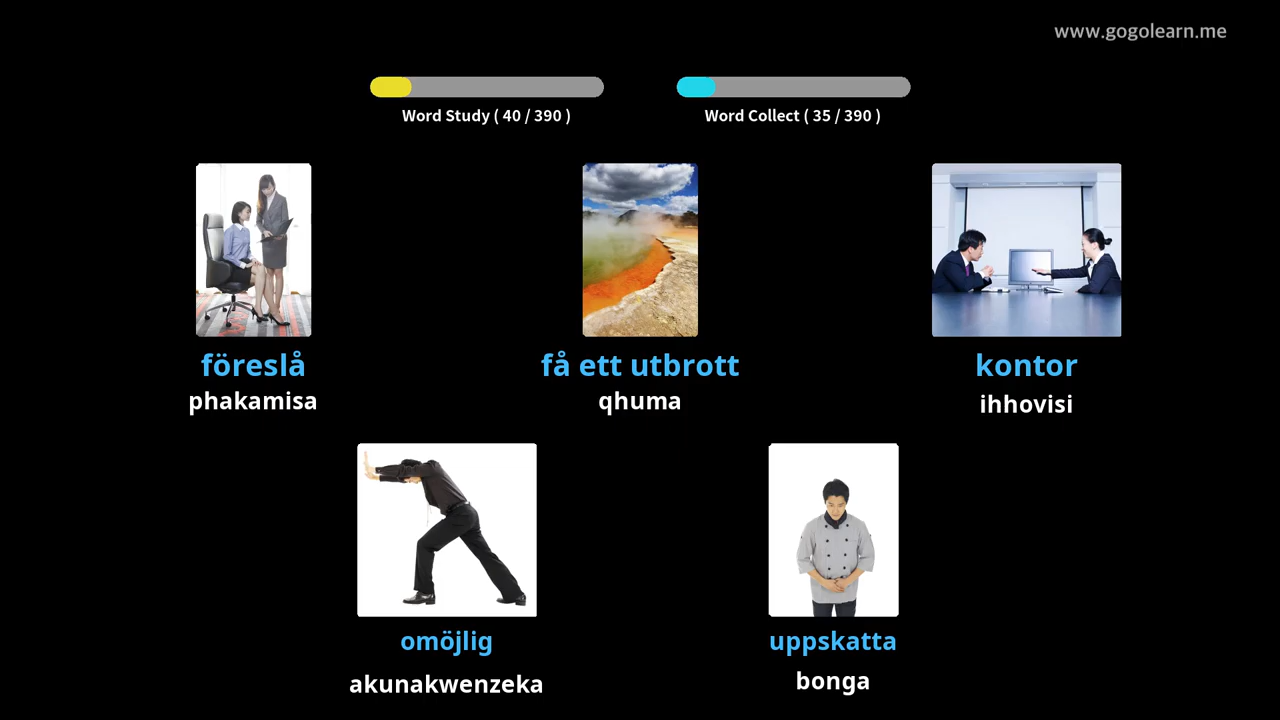 www.gogolearn.me
Word Study ( 40 / 390 )
Word Collect ( 35 / 390 )
föreslå
phakamisa
få ett utbrott
qhuma
kontor
ihhovisi
omöjlig
akunakwenzeka
uppskatta
bonga